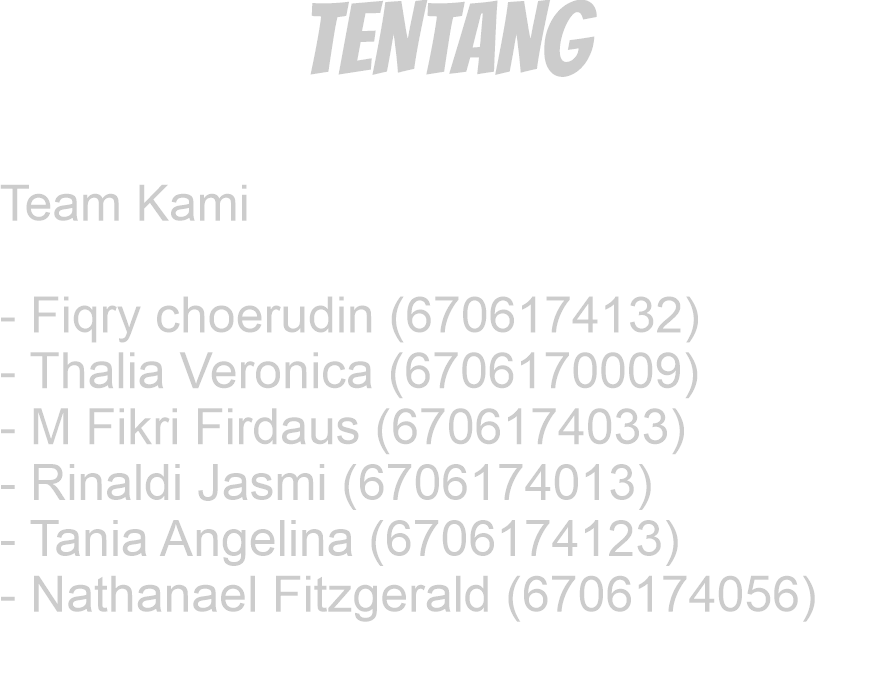 TENTANG
Team Kami
- Fiqry choerudin (6706174132)
- Thalia Veronica (6706170009)
- M Fikri Firdaus (6706174033)
- Rinaldi Jasmi (6706174013)
- Tania Angelina (6706174123)
- Nathanael Fitzgerald (6706174056)